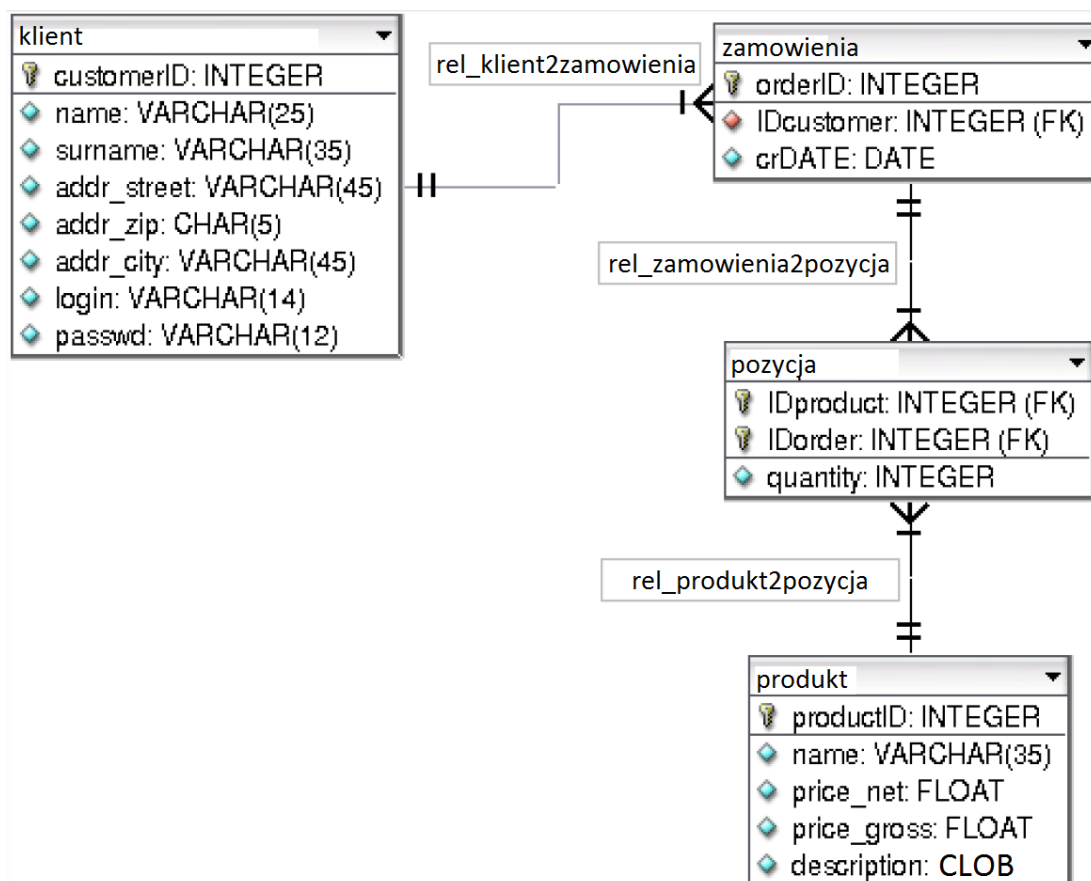 klient
customerID: INTEGER
name: VARCHAR(25)
surname: VARCHAR(35)
addr_street: VARCHAR(45)
addr_zip: CHAR(5)
addr_city: VARCHAR(45)
login: VARCHAR(14)
passwd: VARCHAR(12)
rel_klient2zamowienia
zamowienia
orderID: INTEGER
IDcustomer: INTEGER (FK)
crDATE: DATE
rel_zamowienia2pozycja
pozycja
IDproduct: INTEGER (FK)
IDorder: INTEGER (FK)
quantity: INTEGER
rel_produkt2pozycja
produkt
productID: INTEGER
name: VARCHAR(35)
price_net: FLOAT
price_gross: FLOAT
description: CLOB